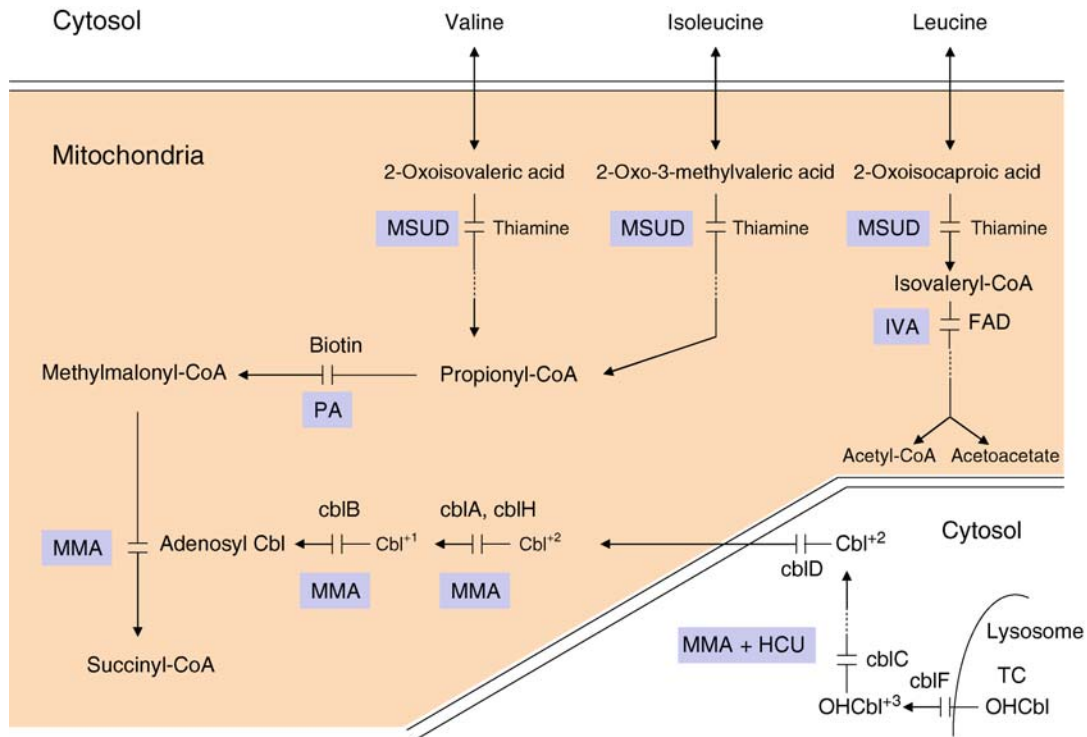 Cytosol
Valine
Isoleucine
Leucine
Mitochondria
2-Oxoisovaleric acid
2-Oxo-3-methylvaleric acid
2-Oxoisocaproic acid
MSUD
Thiamine
MSUD
Thiamine
MSUD
Thiamine
Isovaleryl-CoA
IVA
FAD
Biotin
Methylmalonyl-CoA
Propionyl-CoA
PA
Acetyl-CoA
Acetoacetate
cblB
cblA, cblH
Cytosol
MMA
Adenosyl Cbl
Cbl+1
Cbl+2
Cbl+2
cblD
MMA
MMA
MMA + HCU
Lysosome
cblC
Succinyl-CoA
cblF
TC
OHCbl+3
OHCbl